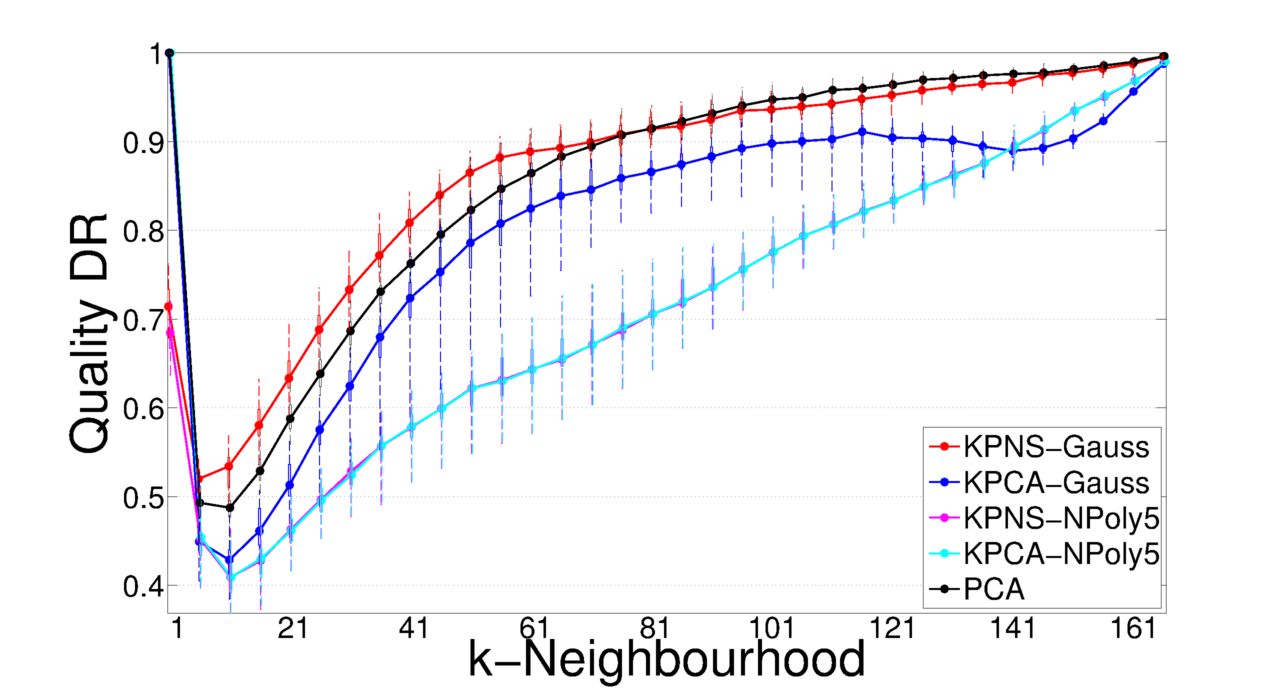 Quality DR
1
0.9
0.8
0.7
0.6
0.5
0.4
1 21 41 61 81 101 121 141 161
k−Neighbourhood
KPNS−Gauss
KPCA−Gauss
KPNS−NPoly5
KPCA−NPoly5
PCA